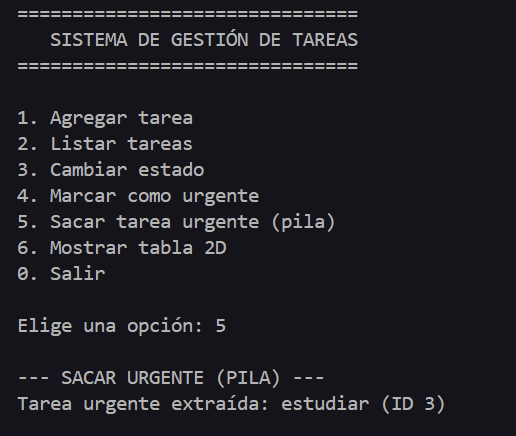 ===============================
SISTEMA DE GESTIÓN DE TAREAS
===============================
1. Agregar tarea
2. Listar tareas
3. Cambiar estado
4. Marcar como urgente
5. Sacar tarea urgente (pila)
6. Mostrar tabla 2D
0. Salir
Elige una opción: 5
--- SACAR URGENTE (PILA) ---
Tarea urgente extraída: estudiar (ID 3)